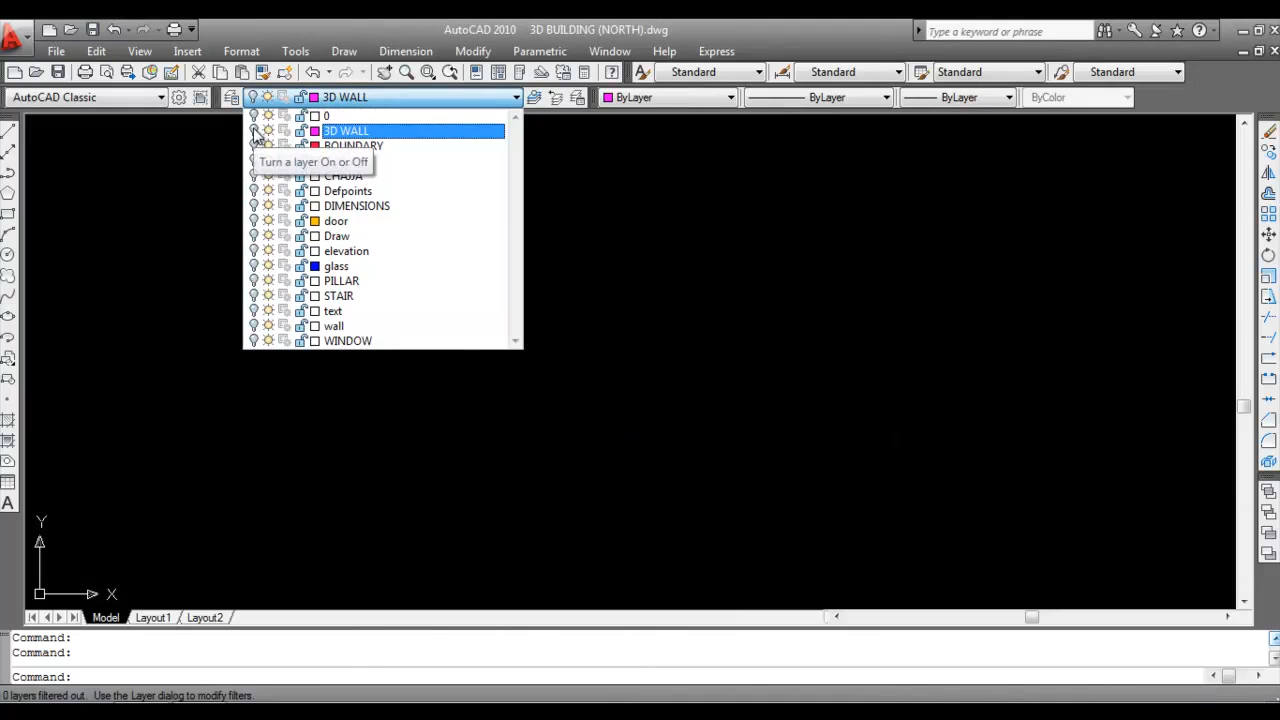 AutoCAD 2010 3D BUILDING (NORTH).dwg
Type a keyword or phrase
File Edit View Insert Format Tools Draw Dimension Modify Parametric Window Help Express
Standard Standard Standard Standard
AutoCAD Classic 3D WALL ByLayer ByLayer ByLayer ByColor
0
3D WALL
BOUNDARY
Turn a layer On or Off
CHAJJA
Defpoints
DIMENSIONS
door
Draw
elevation
glass
PILLAR
STAIR
text
wall
WINDOW
Y
X
Model Layout1 Layout2
Command:
Command:
Command:
0 layers filtered out. Use the Layer dialog to modify filters.